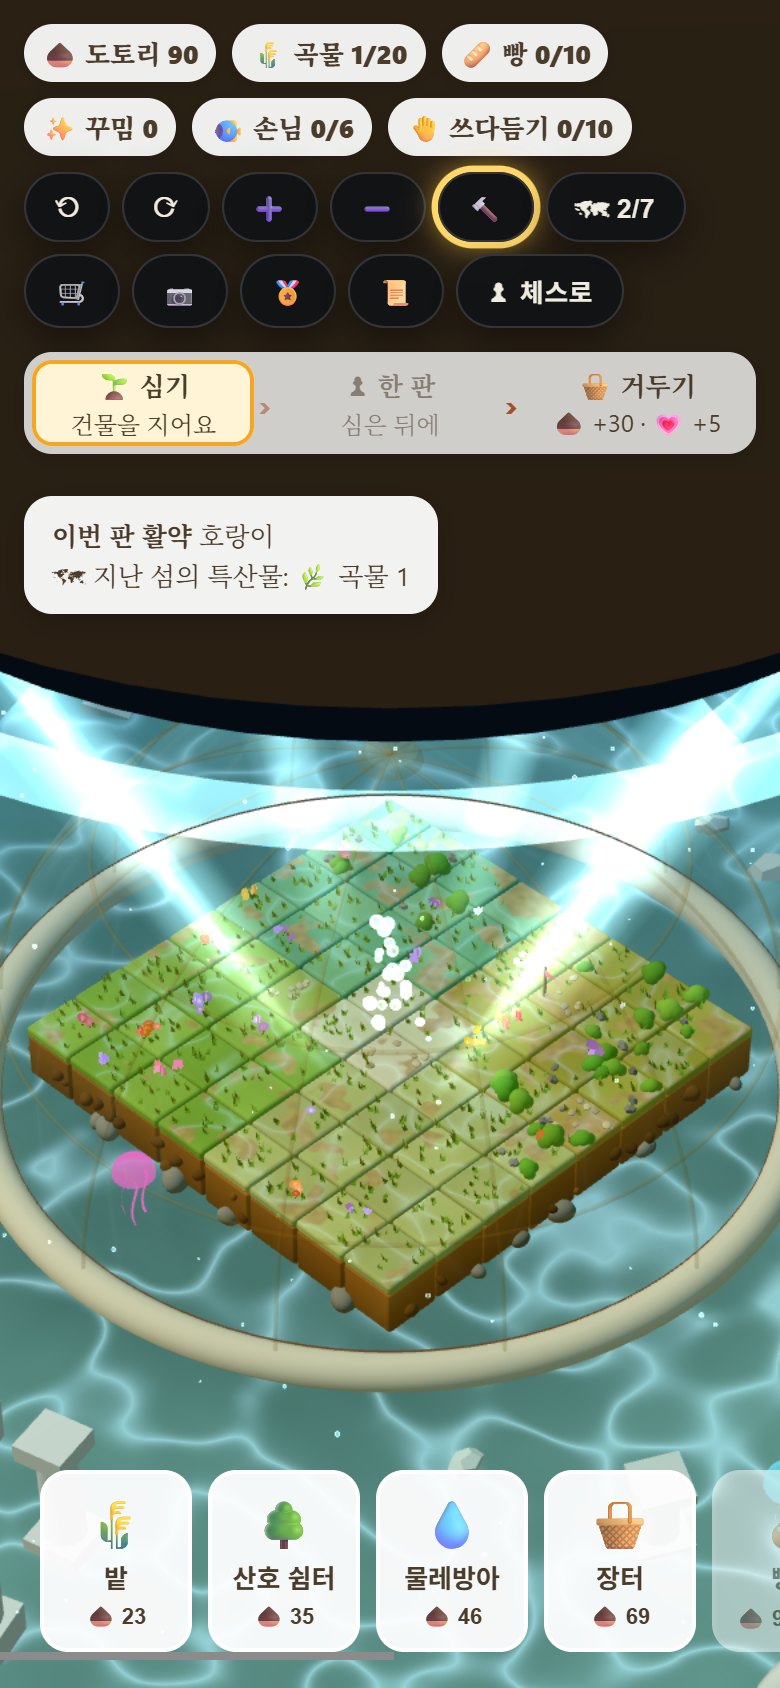 도토리 90
곡물 1/20
빵 0/10
꾸밈 0
손님 0/6
쓰다듬기 0/10
2/7
체스로
심기
건물을 지어요
한 판
심은 뒤에
거두기
+30 · +5
이번 판 활약 호랑이
지난 섬의 특산물: 곡물 1
밭
23
산호 쉼터
35
물레방아
46
장터
69